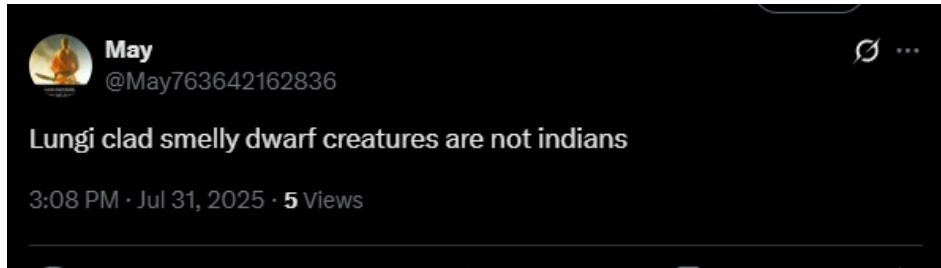 May
@May763642162836
Lungi clad smelly dwarf creatures are not indians
3:08 PM · Jul 31, 2025 · 5 Views